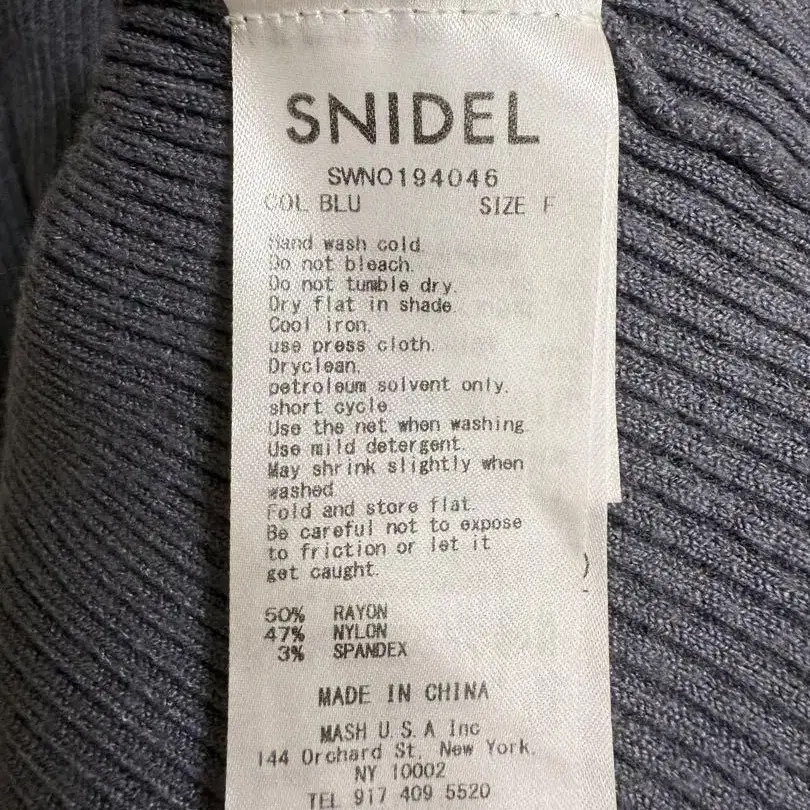 SNIDEL
SWNO194046
COL BLU SIZE F
Hand wash cold.
Do not bleach.
Do not tumble dry.
Dry flat in shade.
Cool iron.
use press cloth.
Dryclean.
petroleum solvent only.
short cycle.
Use the net when washing.
Use mild detergent.
May shrink slightly when
washed.
Fold and store flat.
Be careful not to expose
to friction or let it
get caught.
50% RAYON
47% NYLON
3% SPANDEX
MADE IN CHINA
MASH U.S.A Inc
144 Orchard St, New York,
NY 10002
TEL 917 409 5520